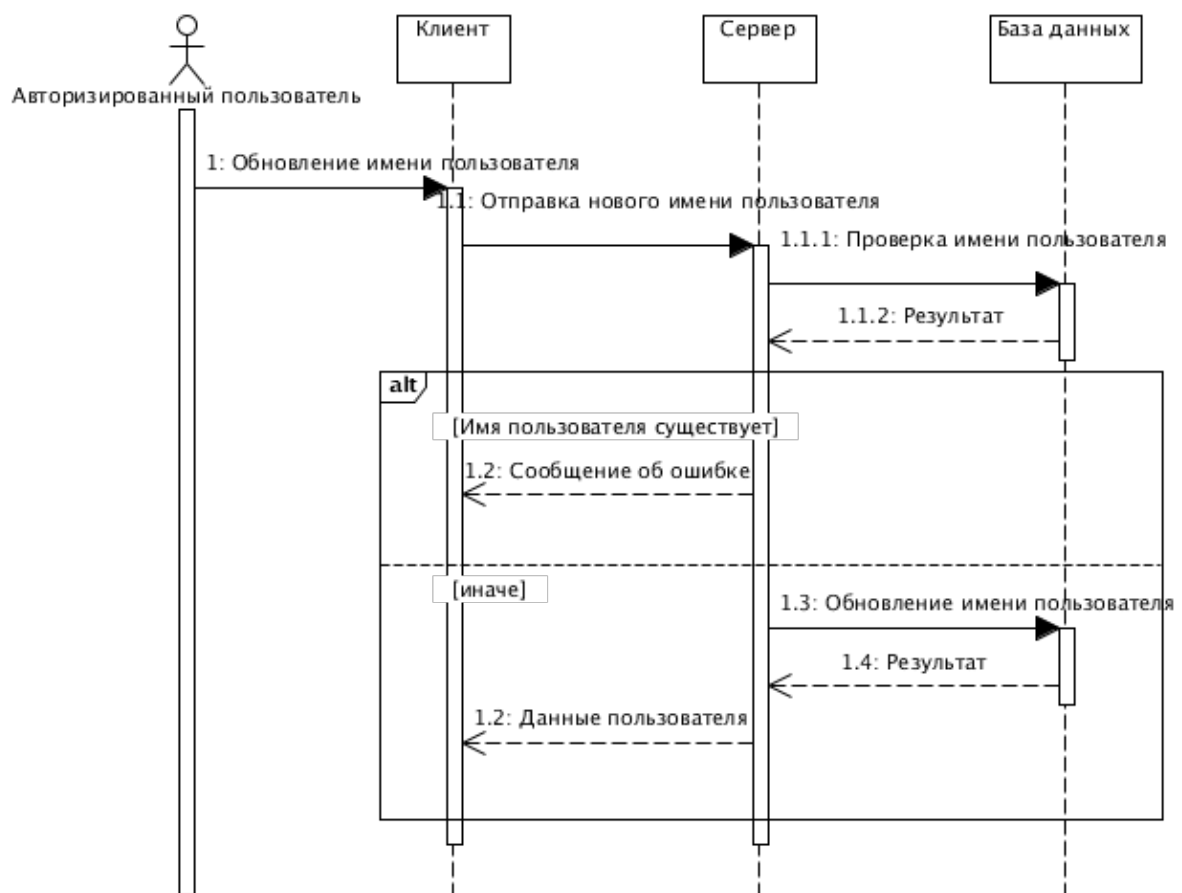 Клиент
Сервер
База данных
Авторизированный пользователь
1: Обновление имени пользователя
1.1: Отправка нового имени пользователя
1.1.1: Проверка имени пользователя
1.1.2: Результат
alt
[Имя пользователя существует]
1.2: Сообщение об ошибке
[иначе]
1.3: Обновление имени пользователя
1.4: Результат
1.2: Данные пользователя